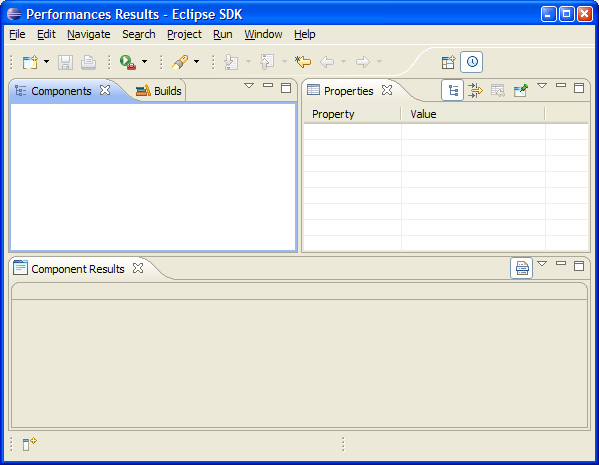 Performances Results - Eclipse SDK
File Edit Navigate Search Project Run Window Help
Components Builds
Properties
Property Value
Component Results